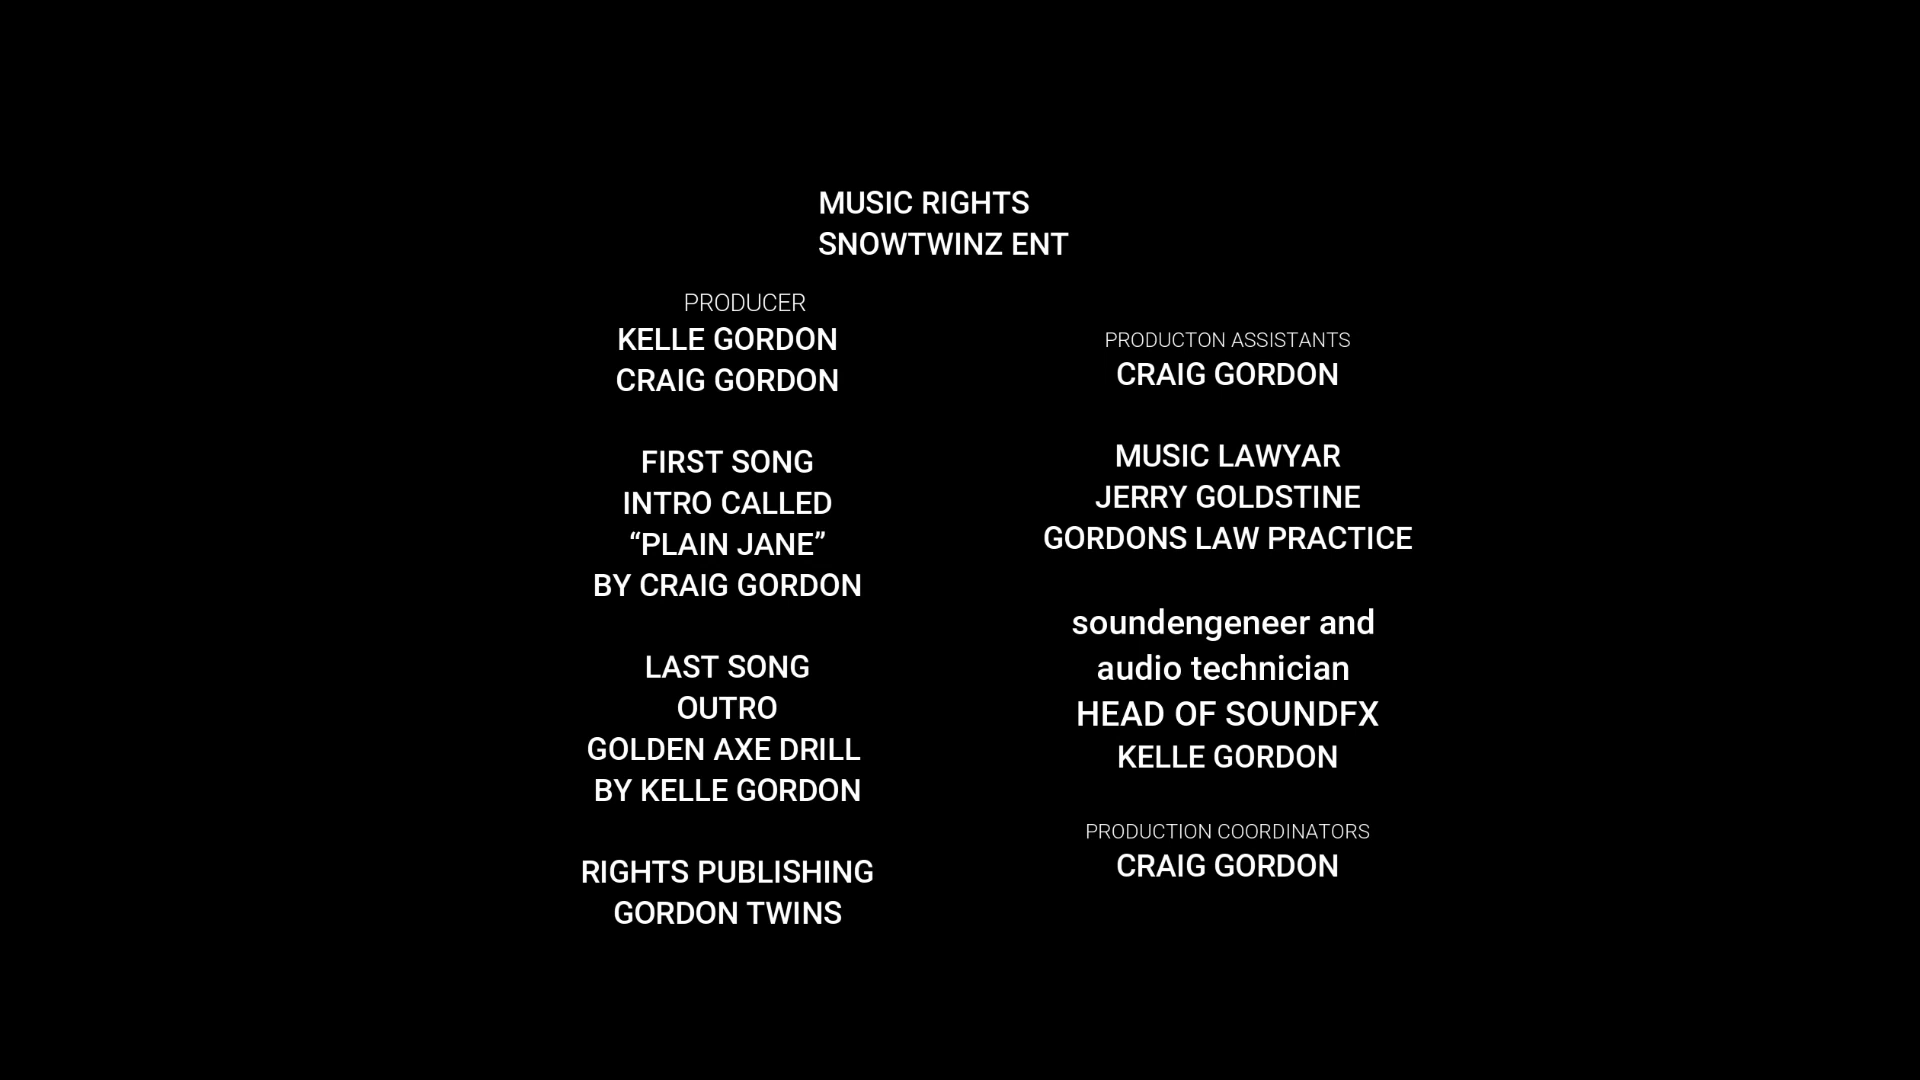 MUSIC RIGHTS
SNOWTWINZ ENT
PRODUCER
KELLE GORDON
CRAIG GORDON
FIRST SONG
INTRO CALLED
“PLAIN JANE”
BY CRAIG GORDON
LAST SONG
OUTRO
GOLDEN AXE DRILL
BY KELLE GORDON
RIGHTS PUBLISHING
GORDON TWINS
PRODUCTON ASSISTANTS
CRAIG GORDON
MUSIC LAWYAR
JERRY GOLDSTINE
GORDONS LAW PRACTICE
soundengeneer and
audio technician
HEAD OF SOUNDFX
KELLE GORDON
PRODUCTION COORDINATORS
CRAIG GORDON